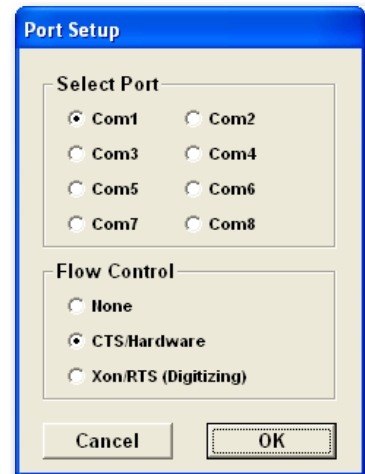 Port Setup
Select Port
Com1 Com2
Com3 Com4
Com5 Com6
Com7 Com8
Flow Control
None
CTS/Hardware
Xon/RTS (Digitizing)
Cancel OK